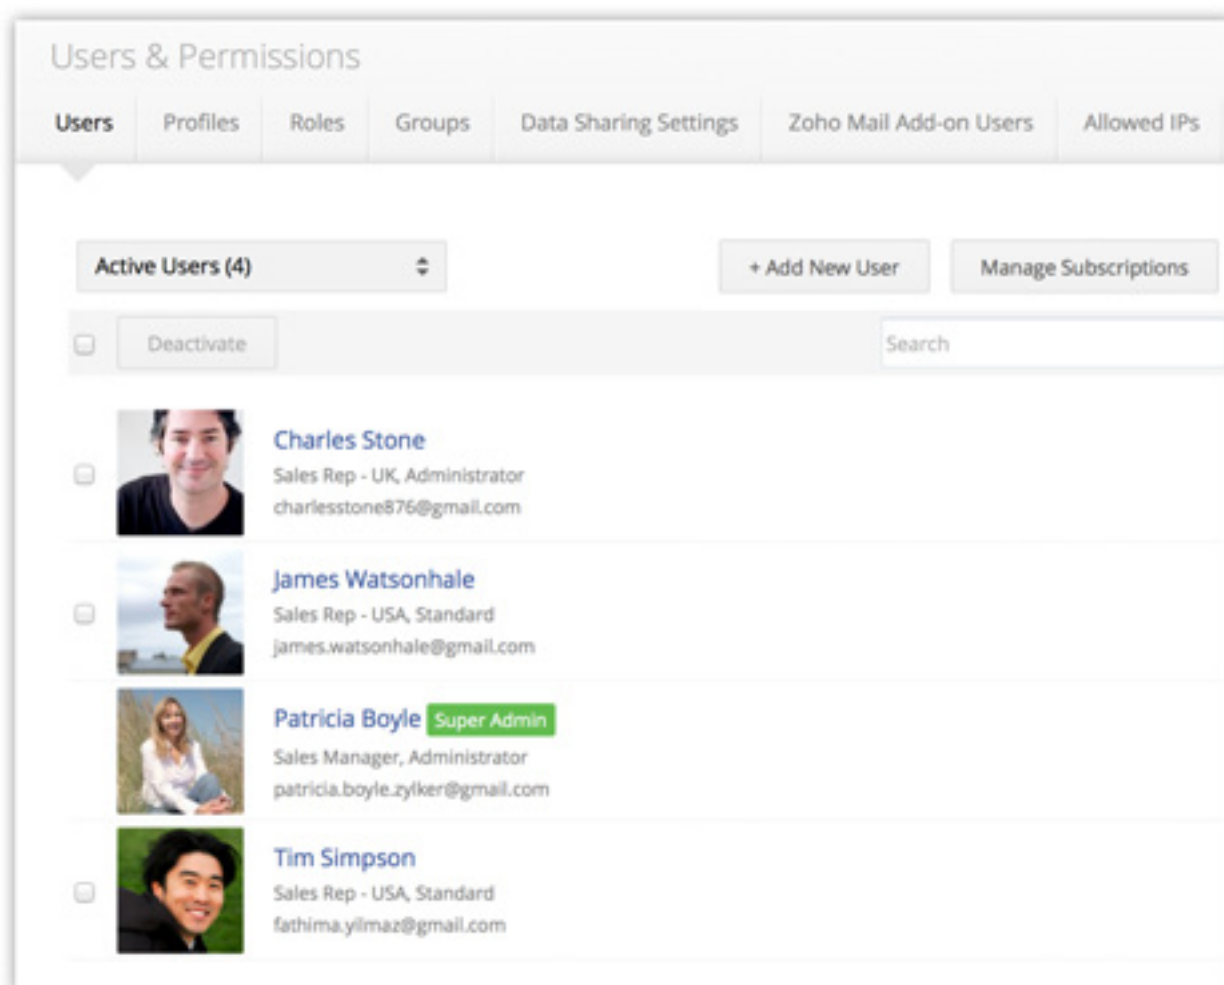 Users & Permissions
Users Profiles Roles Groups Data Sharing Settings Zoho Mail Add-on Users Allowed IPs
Active Users (4) + Add New User Manage Subscriptions
Deactivate Search
Charles Stone
Sales Rep - UK, Administrator
charlesstone876@gmail.com
James Watsonhale
Sales Rep - USA, Standard
james.watsonhale@gmail.com
Patricia Boyle Super Admin
Sales Manager, Administrator
patricia.boyle.zylker@gmail.com
Tim Simpson
Sales Rep - USA, Standard
fathima.yilmaz@gmail.com